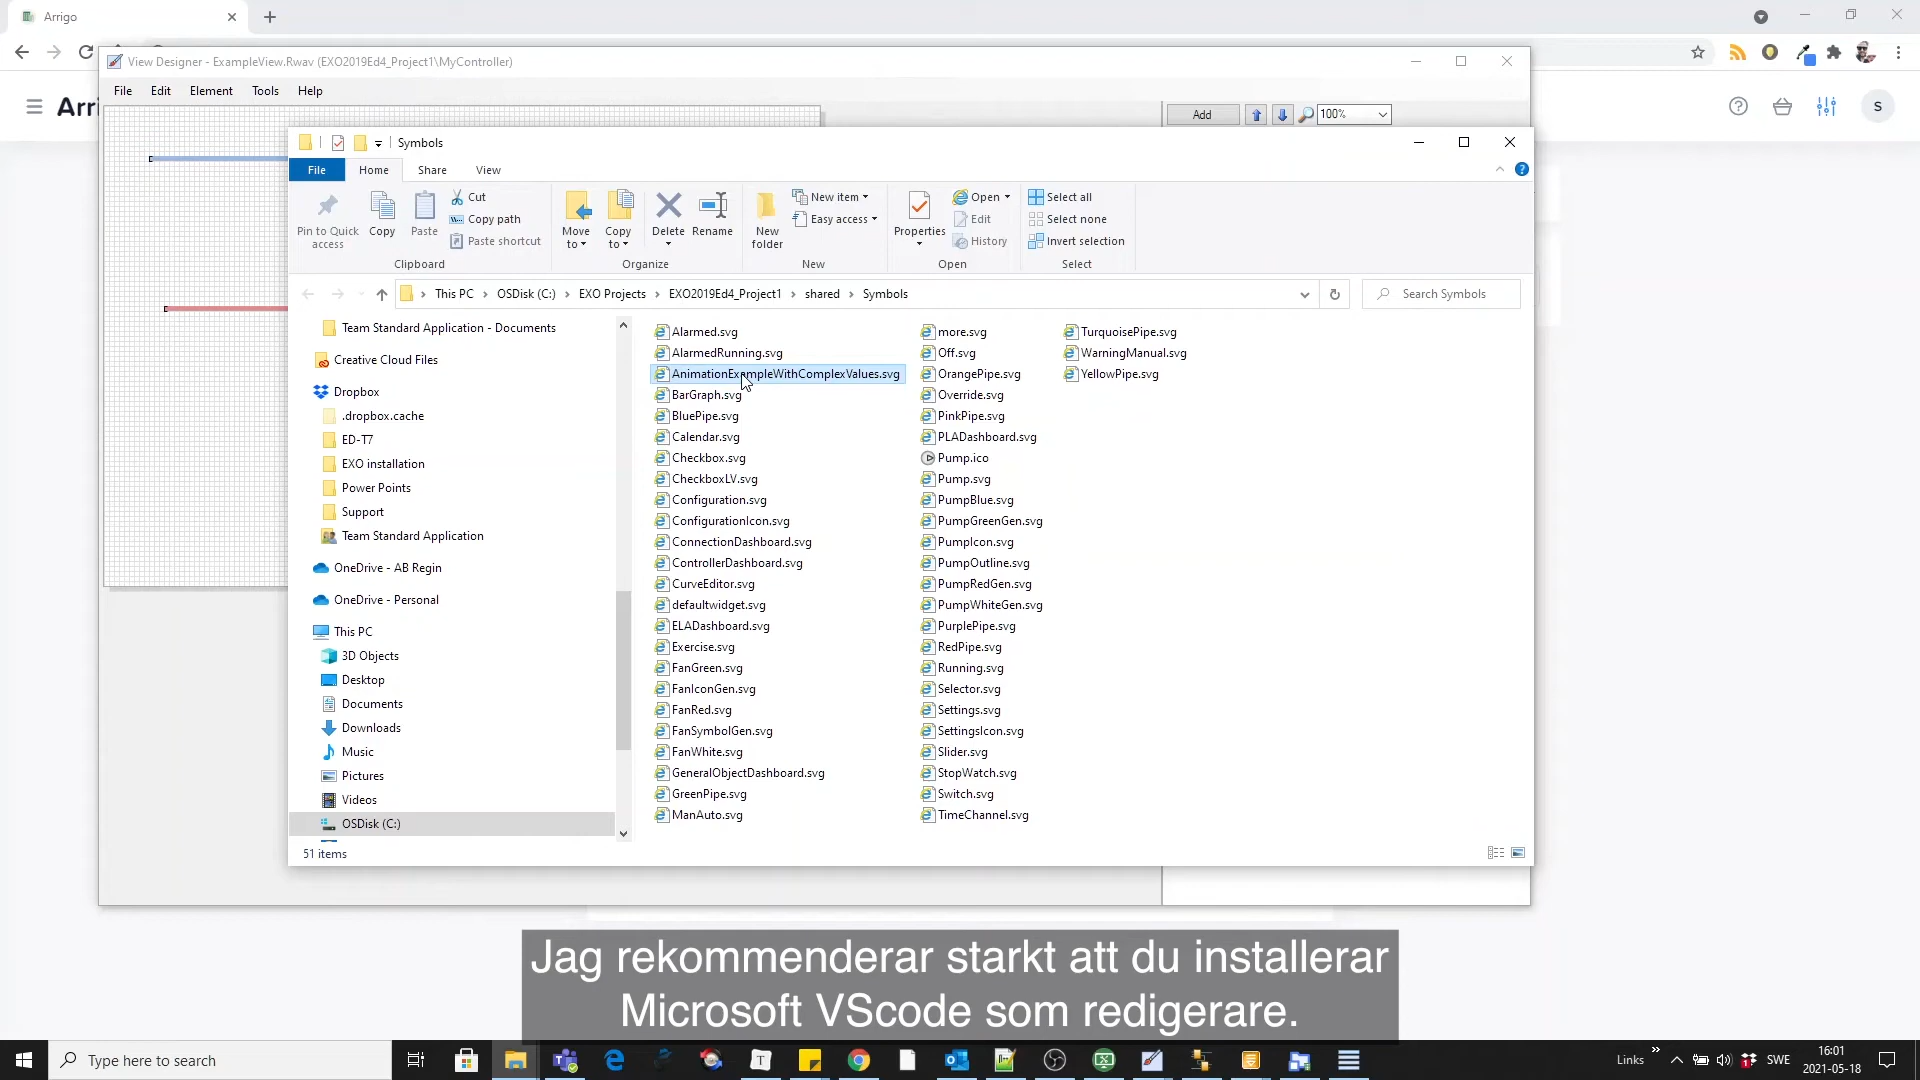 Arrigo
View Designer - ExampleView.Rwav (EXO2019Ed4_Project1\MyController)
File Edit Element Tools Help
Arri
S
Add 100%
Symbols
File Home Share View
Pin to Quick access
Copy
Paste
Cut
Copy path
Paste shortcut
Clipboard
Move to
Copy to
Delete
Rename
Organize
New folder
New item
Easy access
New
Properties
Open
Edit
History
Open
Select all
Select none
Invert selection
Select
This PC OSDisk (C:) EXO Projects EXO2019Ed4_Project1 shared Symbols
Search Symbols
Team Standard Application - Documents
Creative Cloud Files
Dropbox
.dropbox.cache
ED-T7
EXO installation
Power Points
Support
Team Standard Application
OneDrive - AB Regin
OneDrive - Personal
This PC
3D Objects
Desktop
Documents
Downloads
Music
Pictures
Videos
OSDisk (C:)
Alarmed.svg
AlarmedRunning.svg
AnimationExampleWithComplexValues.svg
BarGraph.svg
BluePipe.svg
Calendar.svg
Checkbox.svg
CheckboxLV.svg
Configuration.svg
ConfigurationIcon.svg
ConnectionDashboard.svg
ControllerDashboard.svg
CurveEditor.svg
defaultwidget.svg
ELADashboard.svg
Exercise.svg
FanGreen.svg
FanIconGen.svg
FanRed.svg
FanSymbolGen.svg
FanWhite.svg
GeneralObjectDashboard.svg
GreenPipe.svg
ManAuto.svg
more.svg
Off.svg
OrangePipe.svg
Override.svg
PinkPipe.svg
PLADashboard.svg
Pump.ico
Pump.svg
PumpBlue.svg
PumpGreenGen.svg
PumpIcon.svg
PumpOutline.svg
PumpRedGen.svg
PumpWhiteGen.svg
PurplePipe.svg
RedPipe.svg
Running.svg
Selector.svg
Settings.svg
SettingsIcon.svg
Slider.svg
StopWatch.svg
Switch.svg
TimeChannel.svg
TurquoisePipe.svg
WarningManual.svg
YellowPipe.svg
51 items
Jag rekommenderar starkt att du installerar
Microsoft VScode som redigerare.
Type here to search
Links
SWE
16:01
2021-05-18